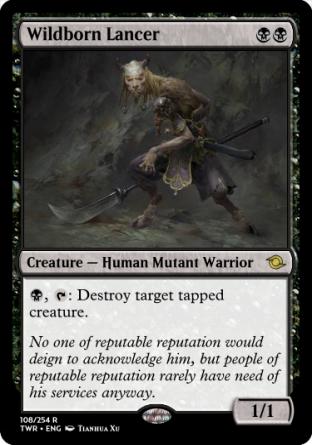 Wildborn Lancer
Creature — Human Mutant Warrior
: Destroy target tapped
creature.
No one of reputable reputation would
deign to acknowledge him, but people of
reputable reputation rarely have need of
his services anyway.
1/1
108/254 R
TWR • ENG Tianhua Xu